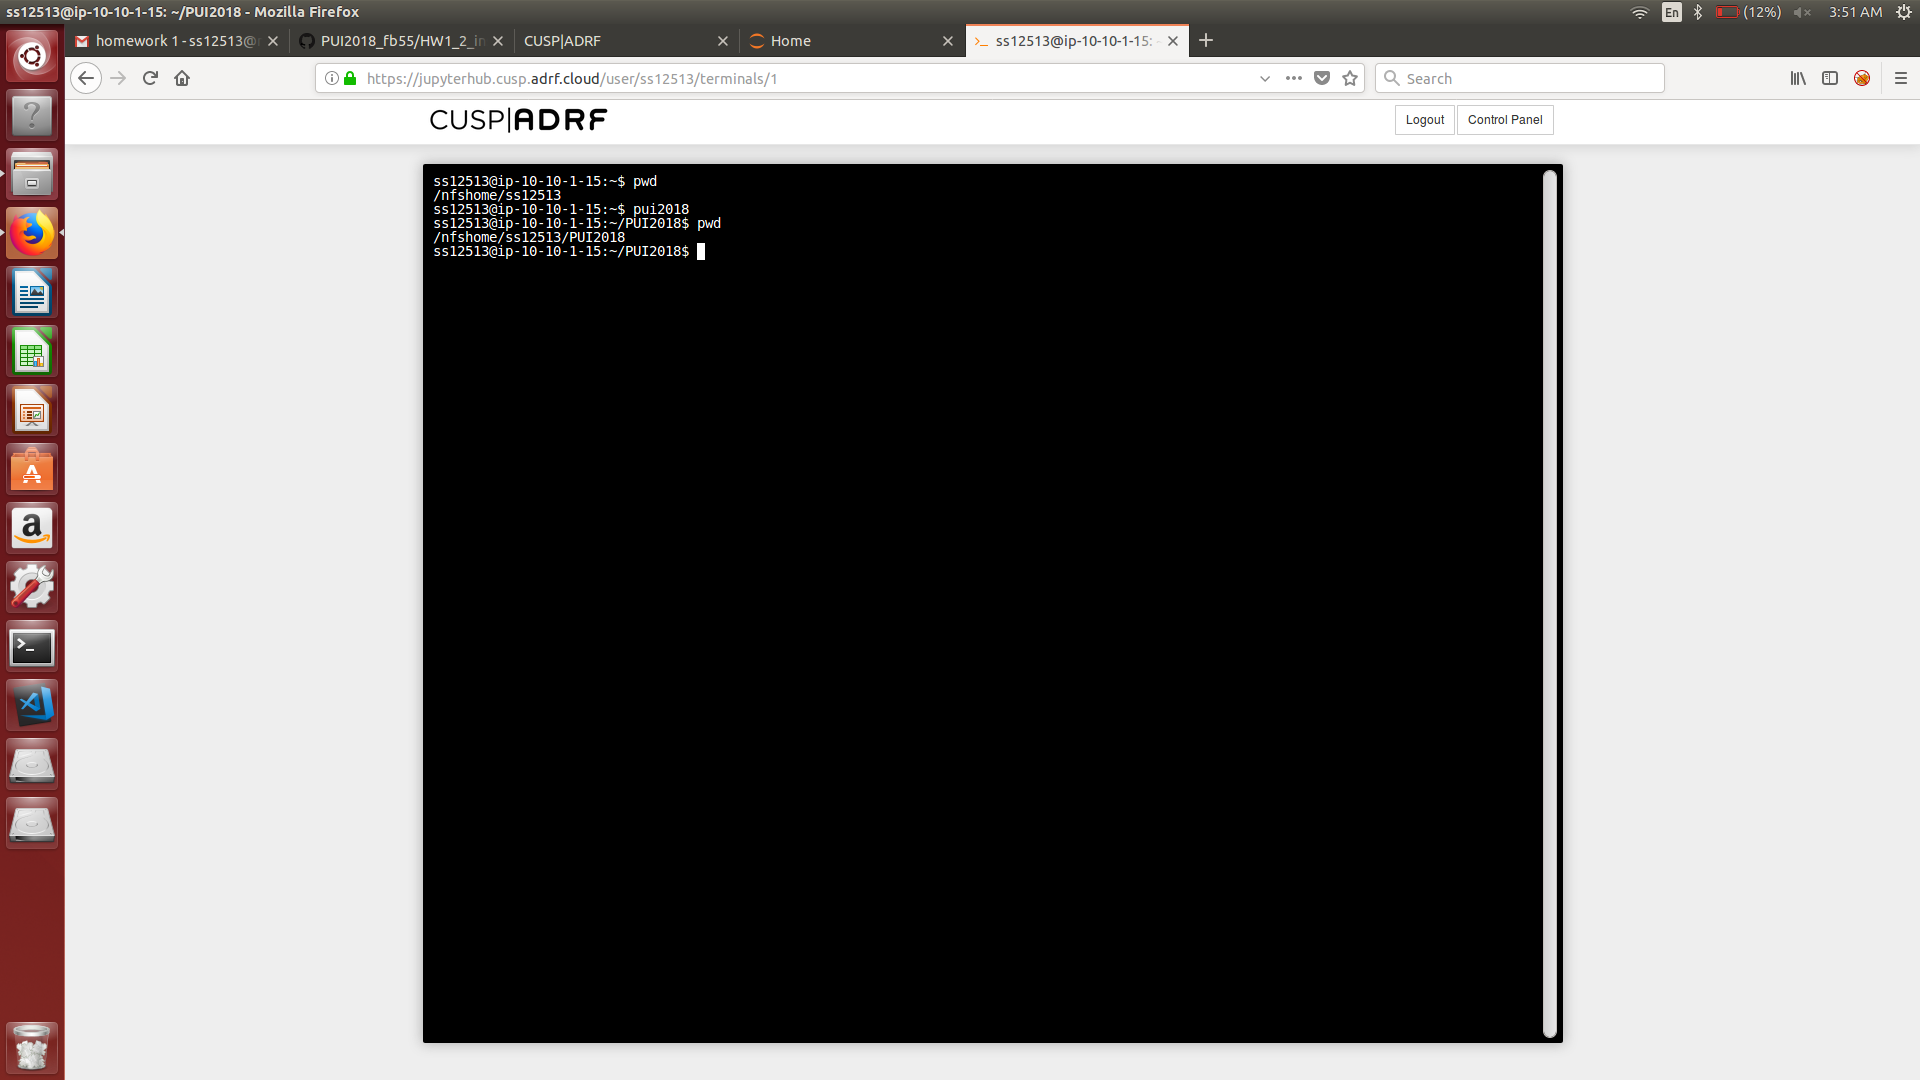 ss12513@ip-10-10-1-15: ~/PUI2018 - Mozilla Firefox
En
(12%)
3:51 AM
homework 1 - ss12513@
PUI2018_fb55/HW1_2_in
CUSP|ADRF
Home
ss12513@ip-10-10-1-15:
https://jupyterhub.cusp.adrf.cloud/user/ss12513/terminals/1
Search
CUSP|ADRF
Logout
Control Panel
ss12513@ip-10-10-1-15:~$ pwd
/nfshome/ss12513
ss12513@ip-10-10-1-15:~$ pui2018
ss12513@ip-10-10-1-15:~/PUI2018$ pwd
/nfshome/ss12513/PUI2018
ss12513@ip-10-10-1-15:~/PUI2018$